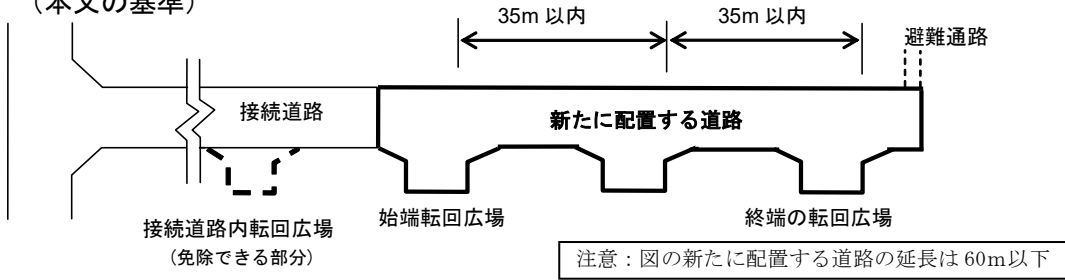 （本文の基準）
35m 以内
35m 以内
避難通路
接続道路
新たに配置する道路
接続道路内転回広場
（免除できる部分）
始端転回広場
終端の転回広場
注意：図の新たに配置する道路の延長は 60m以下